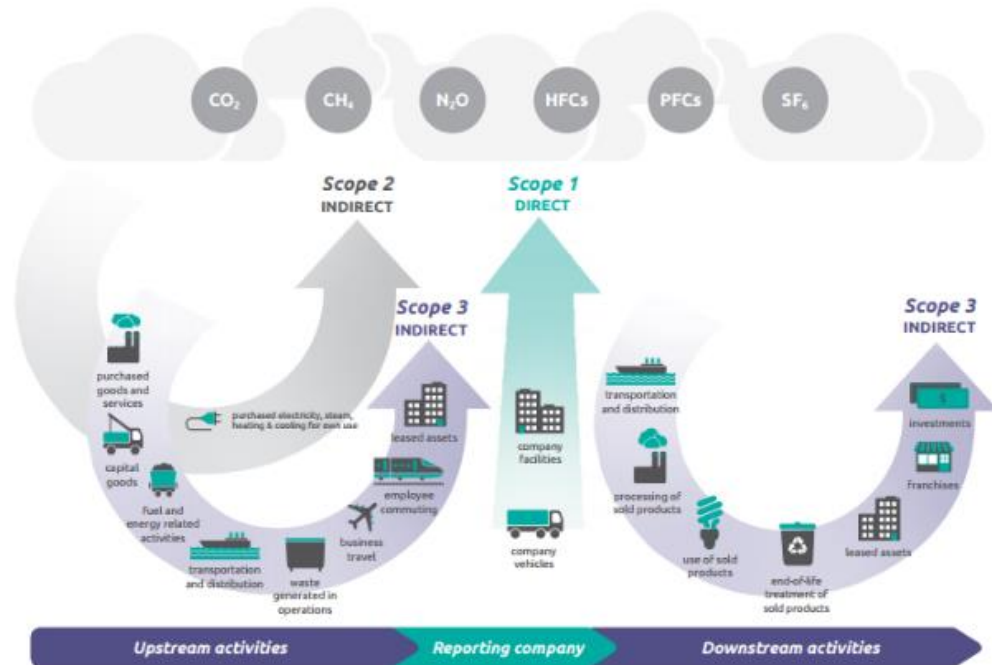 CO₂
CH₄
N₂O
HFCs
PFCs
SF₆
Scope 2
INDIRECT
Scope 1
DIRECT
Scope 3
INDIRECT
Scope 3
INDIRECT
purchased
goods and
services
capital
goods
fuel and
energy related
activities
purchased electricity, steam,
heating & cooling for own use
transportation
and distribution
waste
generated in
operations
business
travel
employee
commuting
leased assets
company
facilities
company
vehicles
transportation
and distribution
processing of
sold products
use of sold
products
end-of-life
treatment of
sold products
leased assets
franchises
$
investments
Upstream activities
Reporting company
Downstream activities